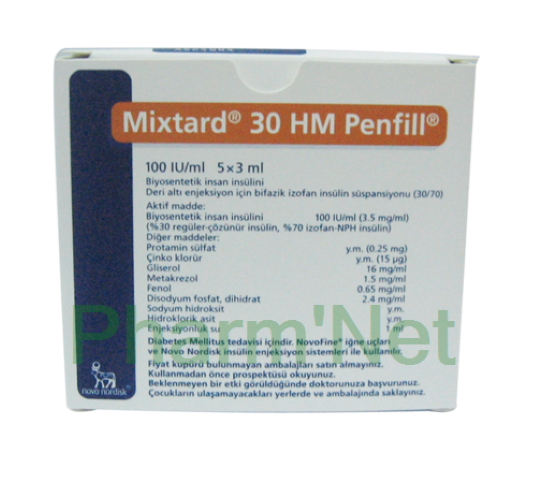 Mixtard® 30 HM Penfill®
100 IU/ml 5×3 ml
Biyosentetik insan insülini
Deri altı enjeksiyon için bifazik izofan insülin süspansiyonu (30/70)
Aktif madde:
Biyosentetik insan insülini 100 IU/ml (3.5 mg/ml)
(%30 regüler-çözünür insulin, %70 izofan-NPH insülin)
Diğer maddeler:
Protamin sülfat y.m. (0.25 mg)
Çinko klorür y.m. (15 µg)
Gliserol 16 mg/ml
Metakrezol 1.5 mg/ml
Fenol 0.65 mg/ml
Disodyum fosfat, dihidrat 2.4 mg/ml
Sodyum hidroksit y.m.
Hidroklorik asit y.m.
Enjeksiyonluk su 1 ml
Pharm'Net
Diabetes Mellitus tedavisi içindir. NovoFine® iğne uçları
ve Novo Nordisk insülin enjeksiyon sistemleri ile kullanılır.
Fiyat kupürü bulunmayan ambalajları satın almayınız.
Kullanmadan önce prospektüsü okuyunuz.
Beklenmeyen bir etki görüldüğünde doktorunuza başvurunuz.
Çocukların ulaşamayacakları yerlerde ve ambalajında saklayınız.
novo nordisk